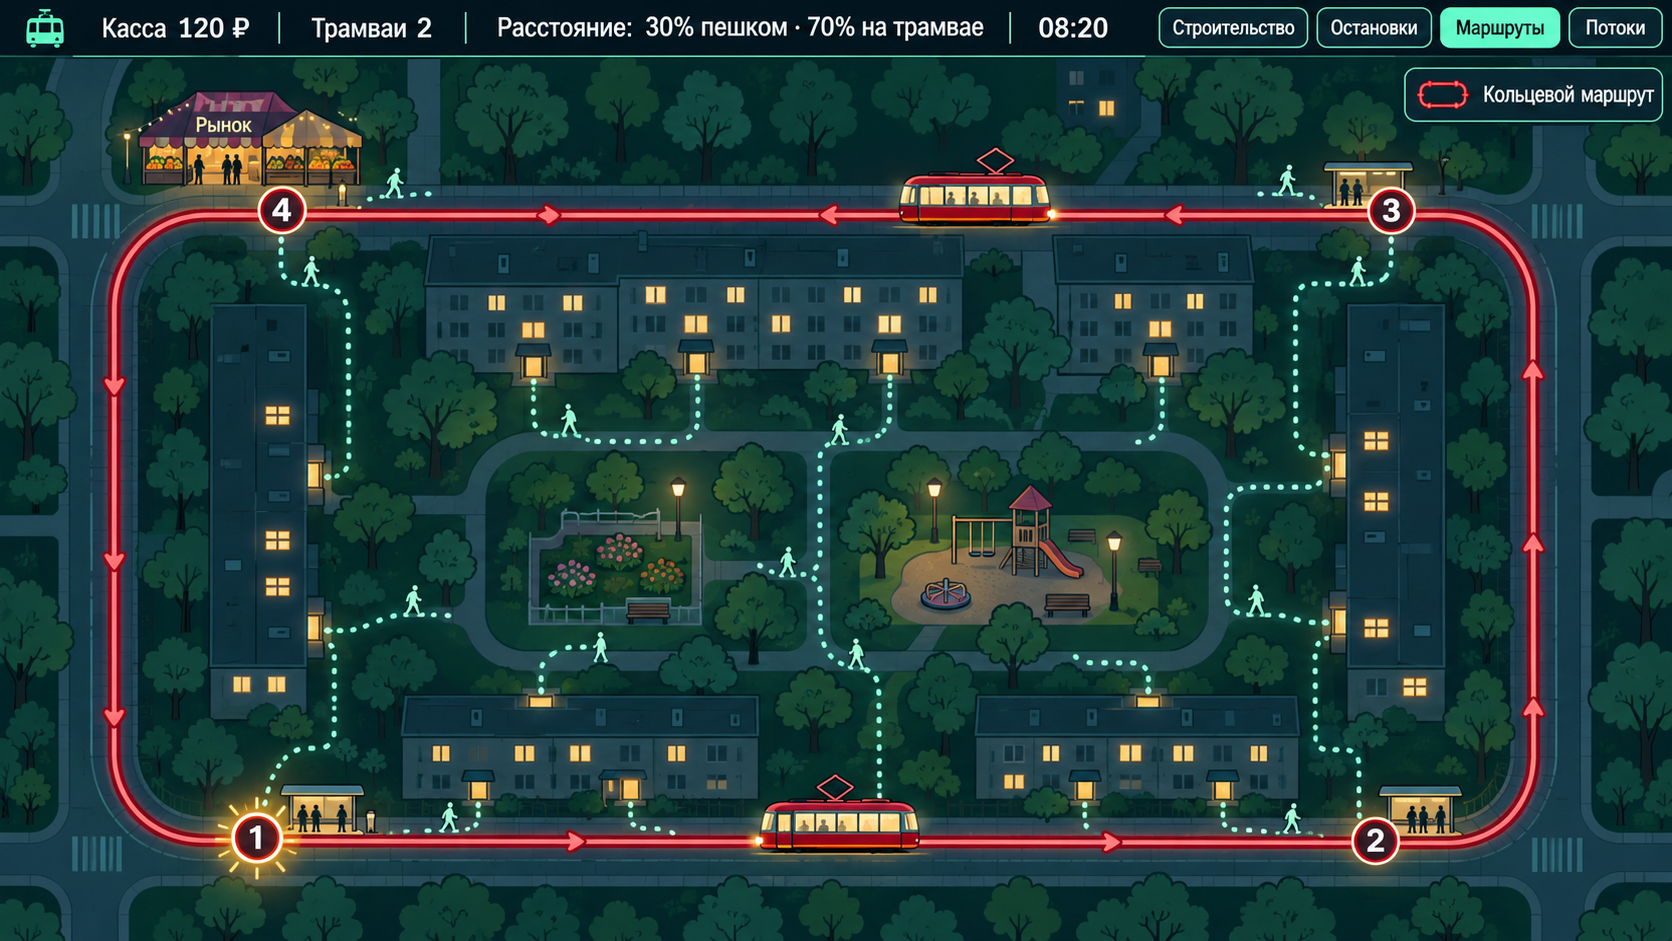 Касса 120 ₽
Трамваи 2
Расстояние: 30% пешком · 70% на трамвае
08:20
Строительство
Остановки
Маршруты
Потоки
Кольцевой маршрут
Рынок
4
3
1
2